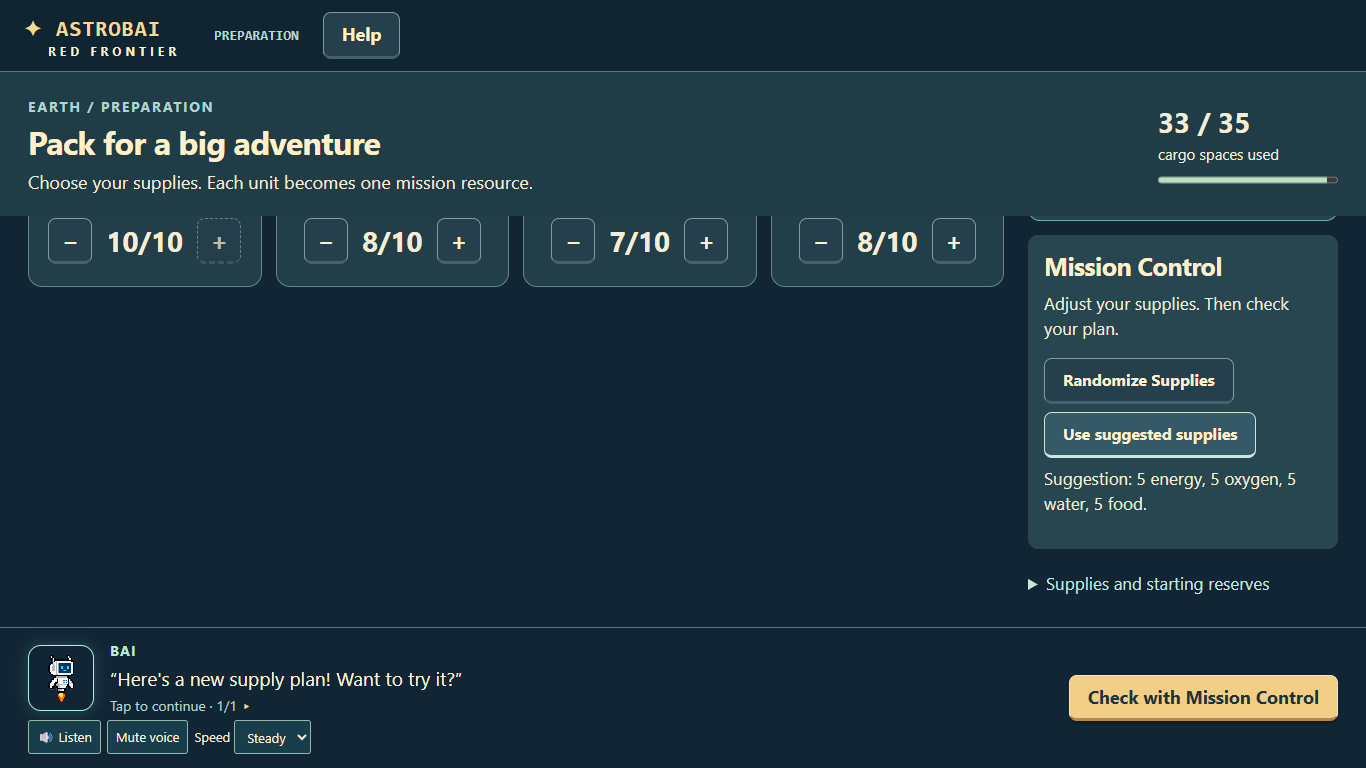 ✦ ASTROBAI
RED FRONTIER
PREPARATION
Help
EARTH / PREPARATION
Pack for a big adventure
Choose your supplies. Each unit becomes one mission resource.
33 / 35
cargo spaces used
− 10/10 +
− 8/10 +
− 7/10 +
− 8/10 +
Mission Control
Adjust your supplies. Then check
your plan.
Randomize Supplies
Use suggested supplies
Suggestion: 5 energy, 5 oxygen, 5
water, 5 food.
▶ Supplies and starting reserves
BAI
“Here's a new supply plan! Want to try it?”
Tap to continue · 1/1 ▸
Listen
Mute voice
Speed
Steady
Check with Mission Control